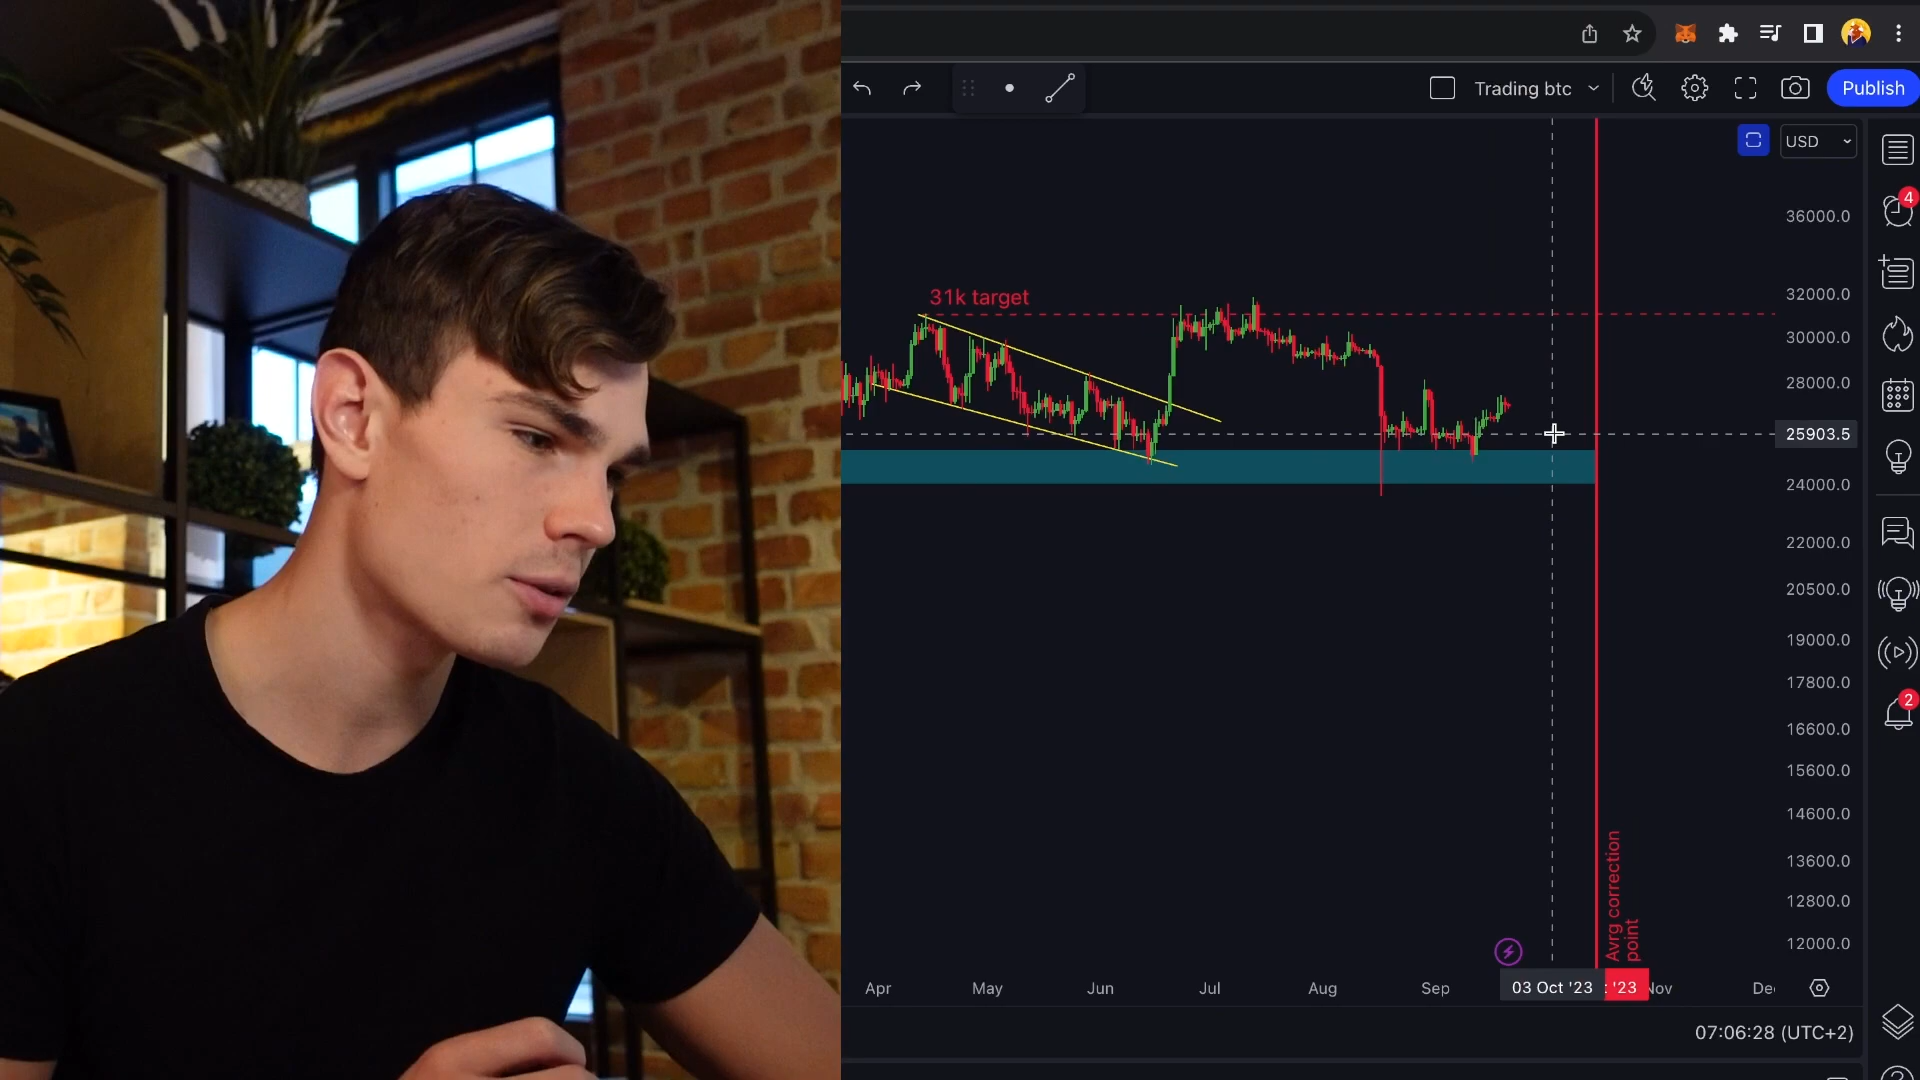 Trading btc
Publish
USD
4
36000.0
31k target
32000.0
30000.0
28000.0
25903.5
24000.0
22000.0
20500.0
19000.0
17800.0
2
16600.0
15600.0
14600.0
13600.0
12800.0
12000.0
Avrg correction
point
Apr
May
Jun
Jul
Aug
Sep
03 Oct '23
'23
Nov
07:06:28 (UTC+2)